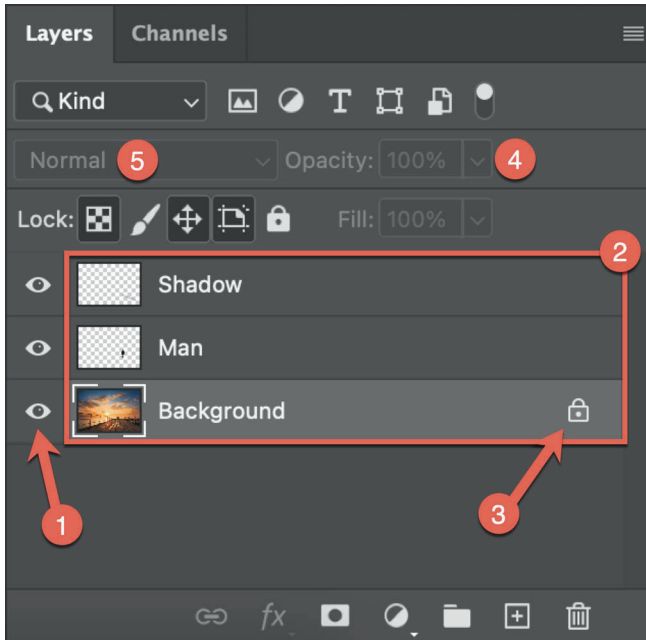 Layers Channels
Kind T
Normal 5 Opacity: 100% 4
Lock: Fill: 100%
2
Shadow
Man
Background
1
3
fx